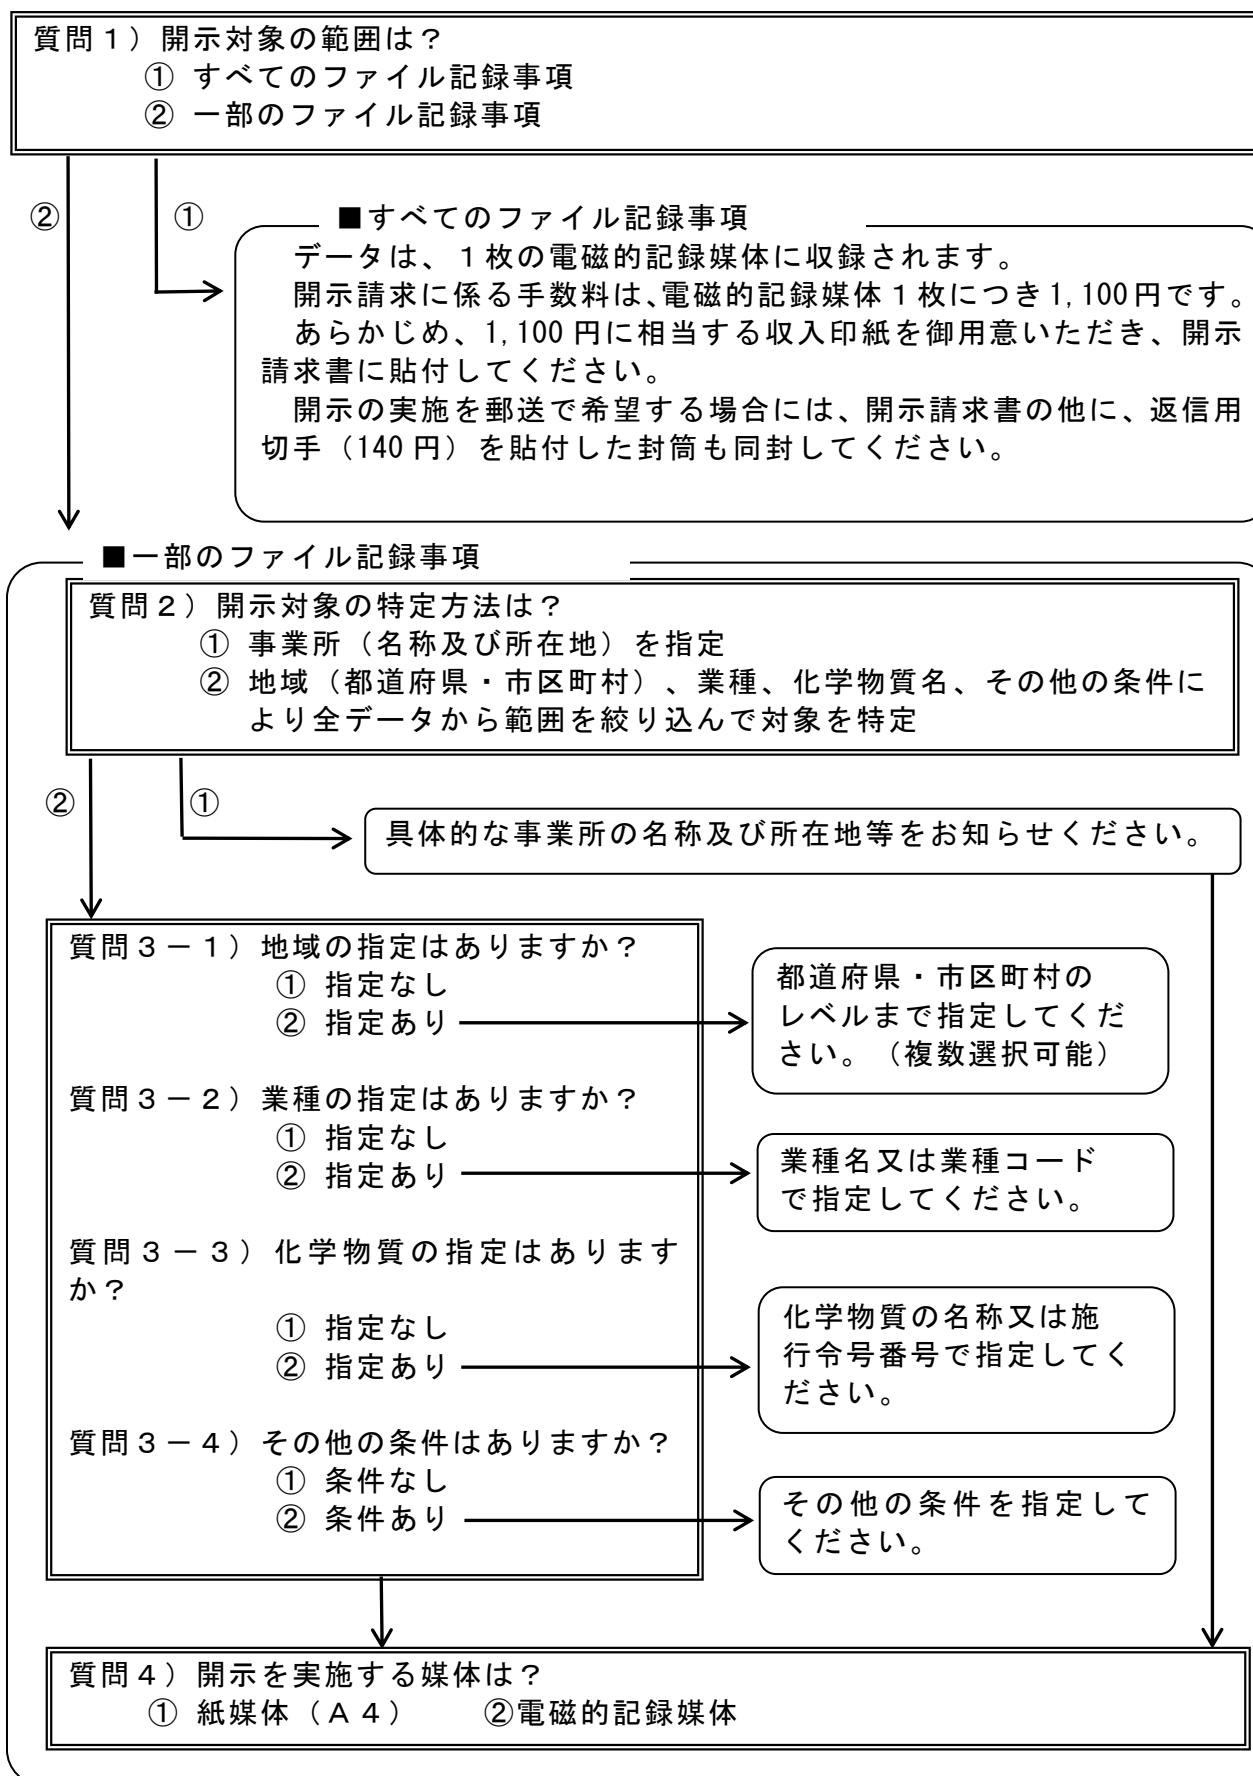 質問１）開示対象の範囲は？
① すべてのファイル記録事項
② 一部のファイル記録事項
②
①
■すべてのファイル記録事項
データは、１枚の電磁的記録媒体に収録されます。
開示請求に係る手数料は､電磁的記録媒体１枚につき1,100円です。
あらかじめ、1,100円に相当する収入印紙を御用意いただき、開示
請求書に貼付してください。
開示の実施を郵送で希望する場合には､開示請求書の他に、返信用
切手（140円）を貼付した封筒も同封してください。
■一部のファイル記録事項
質問２）開示対象の特定方法は？
① 事業所（名称及び所在地）を指定
② 地域（都道府県・市区町村）、業種、化学物質名、その他の条件に
より全データから範囲を絞り込んで対象を特定
②
①
具体的な事業所の名称及び所在地等をお知らせください。
質問３－１）地域の指定はありますか？
① 指定なし
② 指定あり
都道府県・市区町村の
レベルまで指定してくだ
さい。（複数選択可能）
質問３－２）業種の指定はありますか？
① 指定なし
② 指定あり
業種名又は業種コード
で指定してください。
質問３－３）化学物質の指定はあります
か？
① 指定なし
② 指定あり
化学物質の名称又は施
行令号番号で指定してく
ださい。
質問３－４）その他の条件はありますか？
① 条件なし
② 条件あり
その他の条件を指定して
ください。
質問４）開示を実施する媒体は？
① 紙媒体（Ａ４） ②電磁的記録媒体